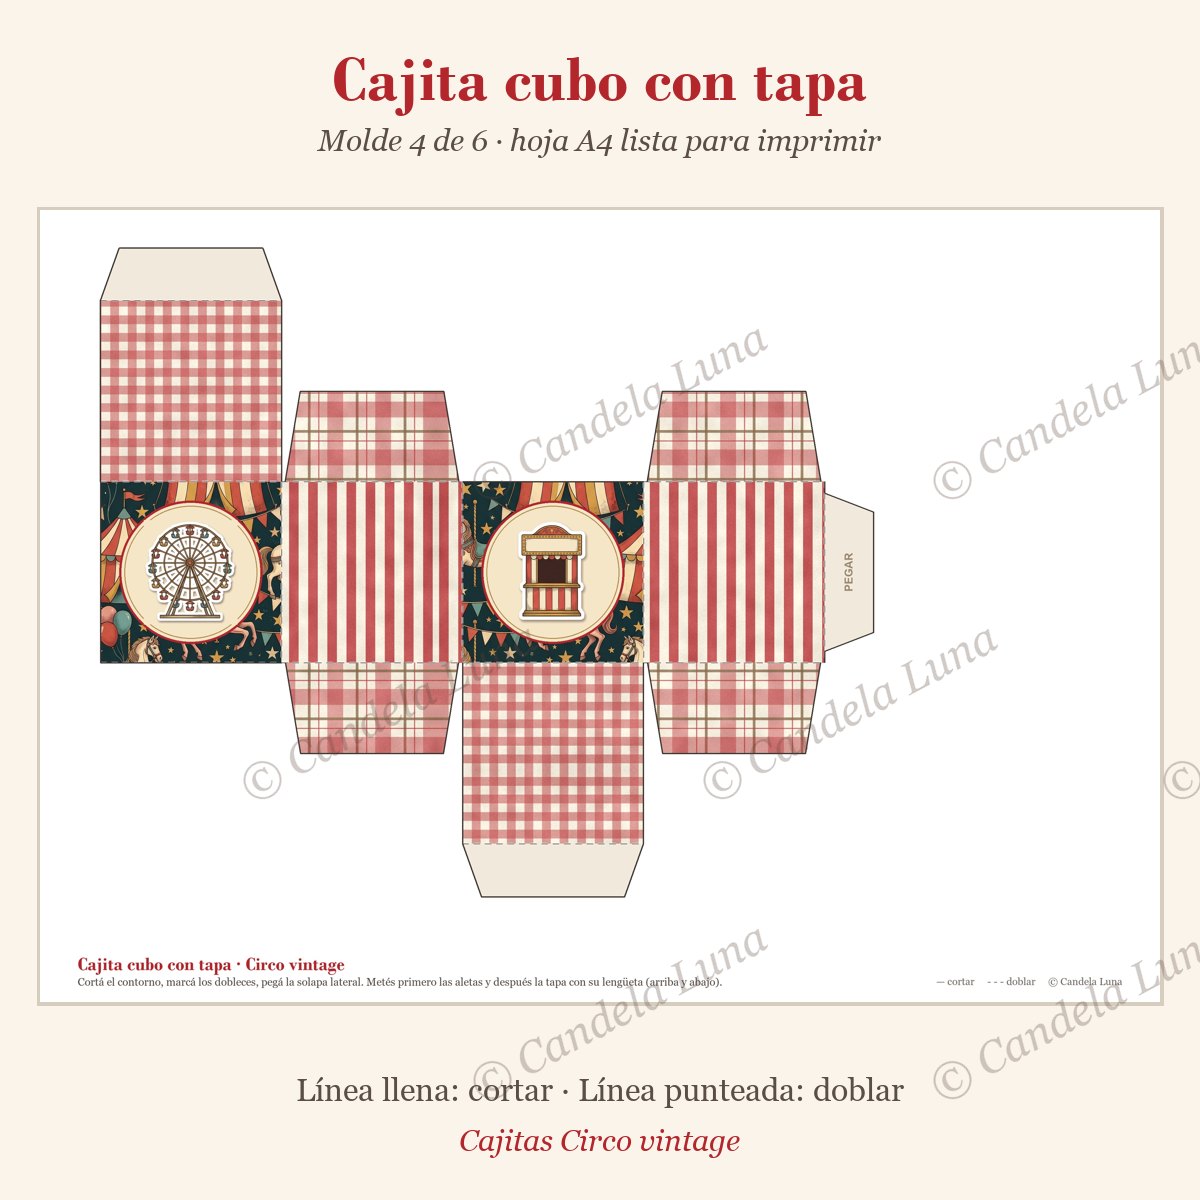 Cajita cubo con tapa
Molde 4 de 6 · hoja A4 lista para imprimir
© Candela Luna
© Candela Luna
PEGAR
© Candela Luna
© Candela Luna
©
Cajita cubo con tapa · Circo vintage
Cortá el contorno, marcá los dobleces, pegá la solapa lateral. Metés primero las aletas y después la tapa con su lengüeta (arriba y abajo).
— cortar - - - doblar © Candela Luna
© Candela Luna
© Candela Luna
Línea llena: cortar · Línea punteada: doblar
Cajitas Circo vintage